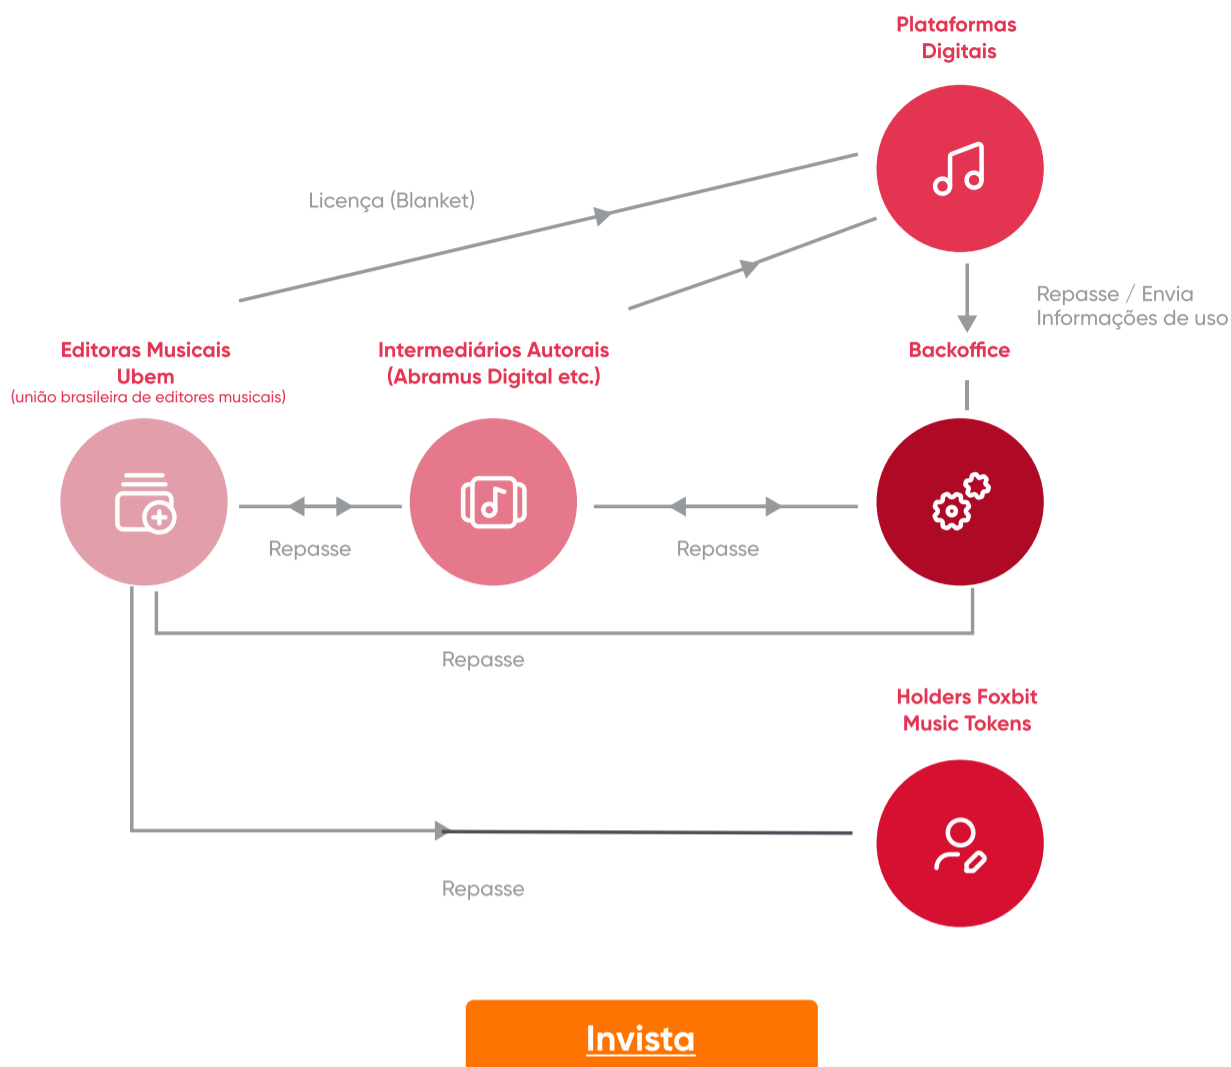 Plataformas
Digitais
Licença (Blanket)
Repasse / Envia
Informações de uso
Editoras Musicais
Ubem
(união brasileira de editores musicais)
Intermediários Autorais
(Abramus Digital etc.)
Backoffice
Repasse
Repasse
Repasse
Holders Foxbit
Music Tokens
Repasse
Invista